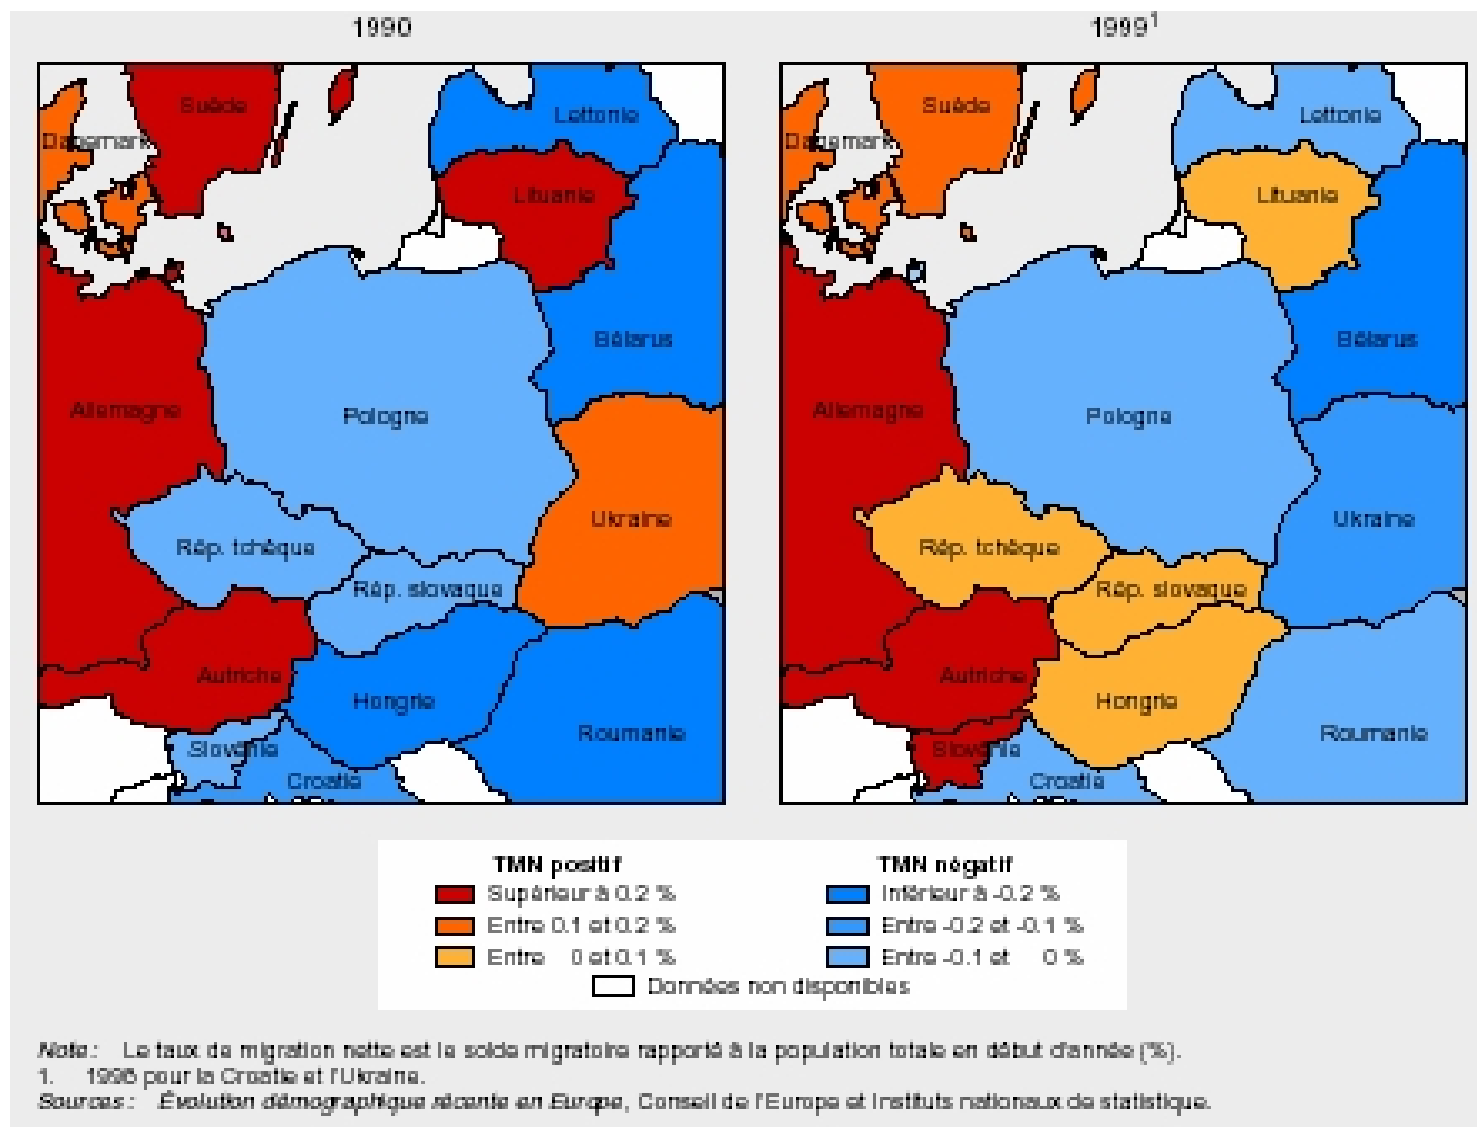 1990
1999¹
Suède
Danemark
Lettonie
Lituanie
Bélarus
Allemagne
Pologne
Ukraine
Rép. tchèque
Rép. slovaque
Autriche
Hongrie
Roumanie
Slovénie
Croatie
Suède
Danemark
Lettonie
Lituanie
Bélarus
Allemagne
Pologne
Ukraine
Rép. tchèque
Rép. slovaque
Autriche
Hongrie
Roumanie
Slovénie
Croatie
TMN positif
Supérieur à 0.2 %
Entre 0.1 et 0.2 %
Entre 0 et 0.1 %
TMN négatif
Inférieur à -0.2 %
Entre -0.2 et -0.1 %
Entre -0.1 et 0 %
Données non disponibles
Note : Le taux de migration nette est le solde migratoire rapporté à la population totale en début d'année (%).
1. 1998 pour la Croatie et l'Ukraine.
Sources : Évolution démographique récente en Europe, Conseil de l'Europe et Instituts nationaux de statistique.